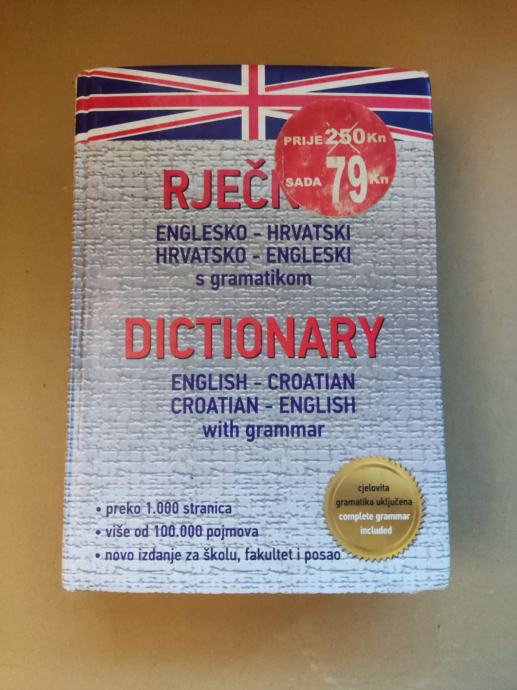 PRIJE 250 Kn
SADA 79 Kn
RJEČN
ENGLESKO - HRVATSKI
HRVATSKO - ENGLESKI
s gramatikom
DICTIONARY
ENGLISH - CROATIAN
CROATIAN - ENGLISH
with grammar
cjelovita
gramatika uključena
complete grammar
included
• preko 1.000 stranica
• više od 100.000 pojmova
• novo izdanje za školu, fakultet i posao